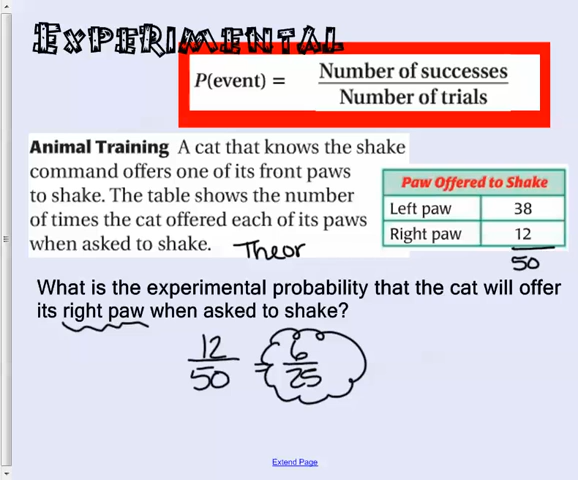 EXPERIMENTAL
P(event) = Number of successes
Number of trials
Animal Training A cat that knows the shake
command offers one of its front paws
to shake. The table shows the number
of times the cat offered each of its paws
when asked to shake. Theor
Paw Offered to Shake
Left paw 38
Right paw 12
50
What is the experimental probability that the cat will offer
its right paw when asked to shake?
12/50 = 6/25
Extend Page